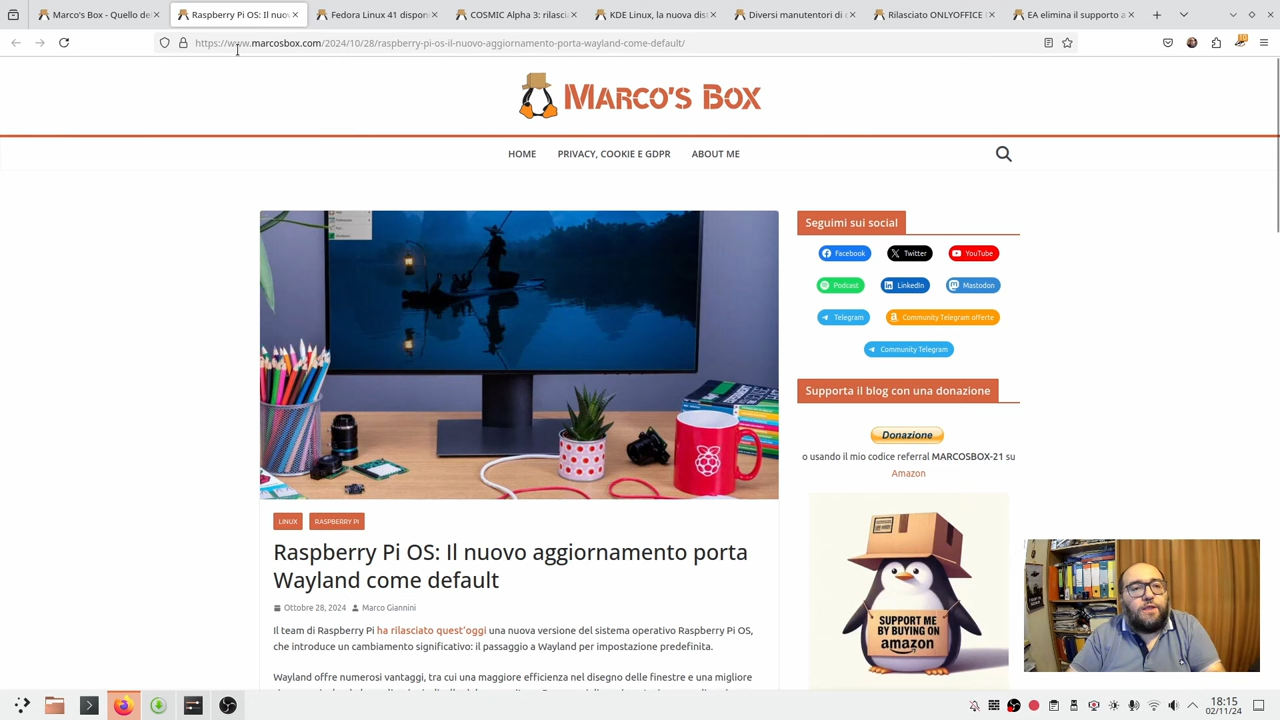 Marco's Box - Quello de
Raspberry Pi OS: Il nuov
Fedora Linux 41 dispon
COSMIC Alpha 3: rilasci
KDE Linux, la nuova dis
Diversi manutentori di
Rilasciato ONLYOFFICE
EA elimina il supporto a
https://www.marcosbox.com/2024/10/28/raspberry-pi-os-il-nuovo-aggiornamento-porta-wayland-come-default/
MARCO'S BOX
HOME
PRIVACY, COOKIE E GDPR
ABOUT ME
Seguimi sui social
Facebook
Twitter
YouTube
Podcast
LinkedIn
Mastodon
Telegram
Community Telegram offerte
Community Telegram
Supporta il blog con una donazione
Donazione
o usando il mio codice referral MARCOSBOX-21 su
Amazon
SUPPORT ME
BY BUYING ON
amazon
LINUX
RASPBERRY PI
Raspberry Pi OS: Il nuovo aggiornamento porta
Wayland come default
Ottobre 28, 2024
Marco Giannini
Il team di Raspberry Pi ha rilasciato quest'oggi una nuova versione del sistema operativo Raspberry Pi OS,
che introduce un cambiamento significativo: il passaggio a Wayland per impostazione predefinita.
Wayland offre numerosi vantaggi, tra cui una maggiore efficienza nel disegno delle finestre e una migliore
18:15
02/11/24